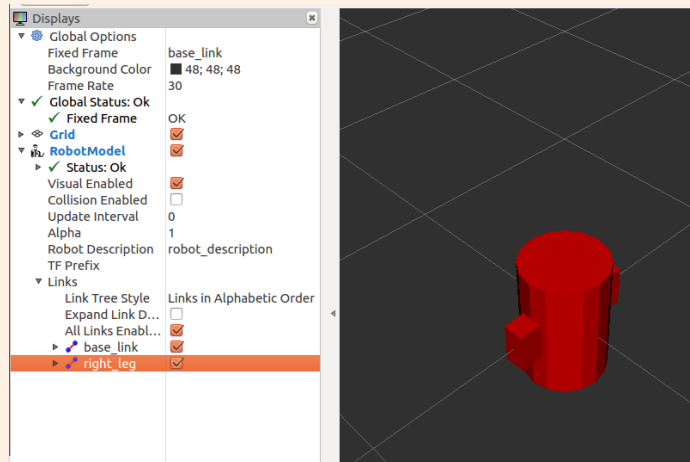 Displays
Global Options
Fixed Frame base_link
Background Color 48; 48; 48
Frame Rate 30
Global Status: Ok
Fixed Frame OK
Grid
RobotModel
Status: Ok
Visual Enabled
Collision Enabled
Update Interval 0
Alpha 1
Robot Description robot_description
TF Prefix
Links
Link Tree Style Links in Alphabetic Order
Expand Link D...
All Links Enabl...
base_link
right_leg